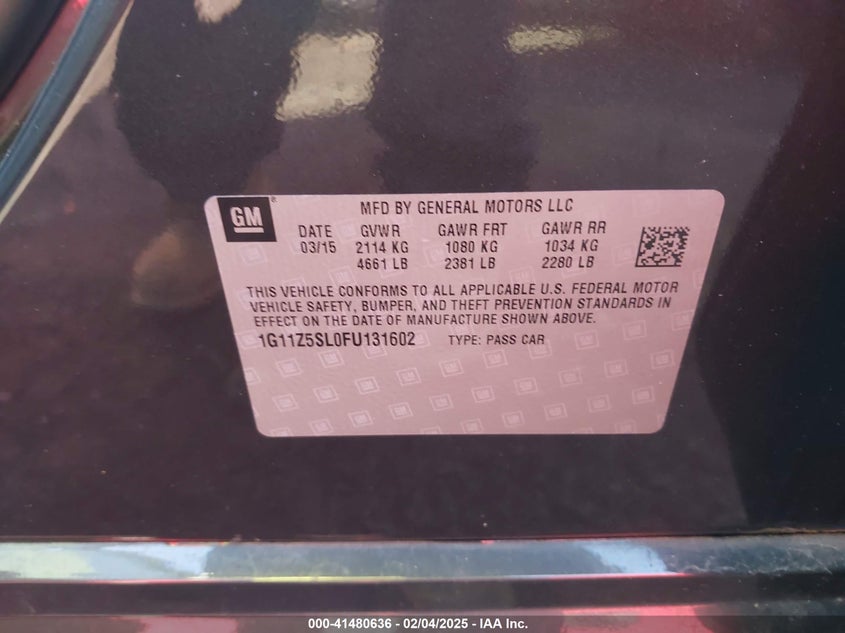 GM ®
MFD BY GENERAL MOTORS LLC
DATE GVWR GAWR FRT GAWR RR
03/15 2114 KG 1080 KG 1034 KG
4661 LB 2381 LB 2280 LB
THIS VEHICLE CONFORMS TO ALL APPLICABLE U.S. FEDERAL MOTOR
VEHICLE SAFETY, BUMPER, AND THEFT PREVENTION STANDARDS IN
EFFECT ON THE DATE OF MANUFACTURE SHOWN ABOVE.
1G11Z5SL0FU131602 TYPE: PASS CAR
000-41480636 - 02/04/2025 - IAA Inc.